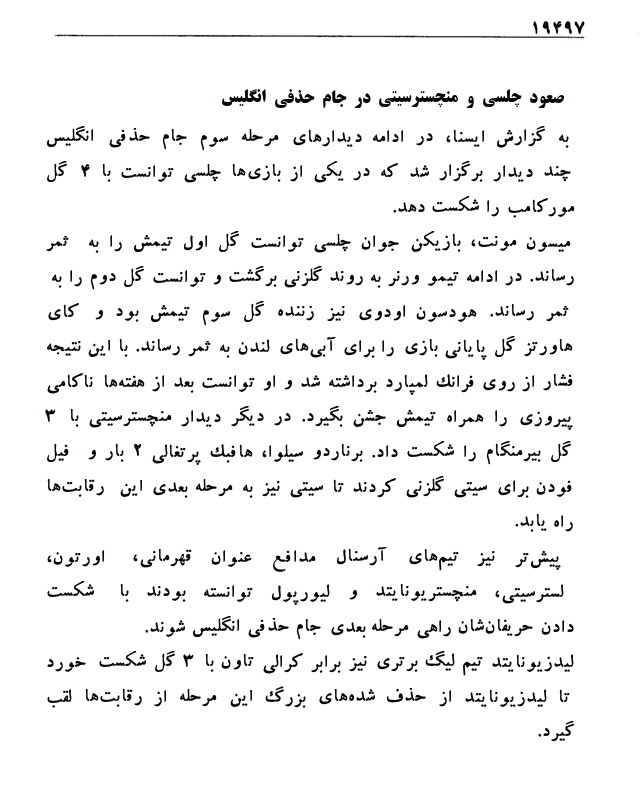 ۱۹۴۹۷
صعود چلسی و منچسترسیتی در جام حذفی انگلیس
به گزارش ایسنا، در ادامه دیدارهای مرحله سوم جام حذفی انگلیس
چند دیدار برگزار شد که در یکی از بازی‌ها چلسی توانست با ۴ گل
مورکامب را شکست دهد.
میسون مونت، بازیکن جوان چلسی توانست گل اول تیمش را به ثمر
رساند. در ادامه تیمو ورنر به روند گلزنی برگشت و توانست گل دوم را به
ثمر رساند. هودسون اودوی نیز زننده گل سوم تیمش بود و کای
هاورتز گل پایانی بازی را برای آبی‌های لندن به ثمر رساند. با این نتیجه
فشار از روی فرانك لمپارد برداشته شد و او توانست بعد از هفته‌ها ناکامی
پیروزی را همراه تیمش جشن بگیرد. در دیگر دیدار منچسترسیتی با ۳
گل بیرمنگام را شکست داد. برناردو سیلوا، هافبك پرتغالی ۲ بار و فیل
فودن برای سیتی گلزنی کردند تا سیتی نیز به مرحله بعدی این رقابت‌ها
راه یابد.
پیش‌تر نیز تیم‌های آرسنال مدافع عنوان قهرمانی، اورتون،
لسترسیتی، منچستریونایتد و لیورپول توانسته بودند با شکست
دادن حریفان‌شان راهی مرحله بعدی جام حذفی انگلیس شوند.
لیدزیونایتد تیم لیگ برتری نیز برابر کرالی تاون با ۳ گل شکست خورد
تا لیدزیونایتد از حذف شده‌های بزرگ این مرحله از رقابت‌ها لقب
گیرد.